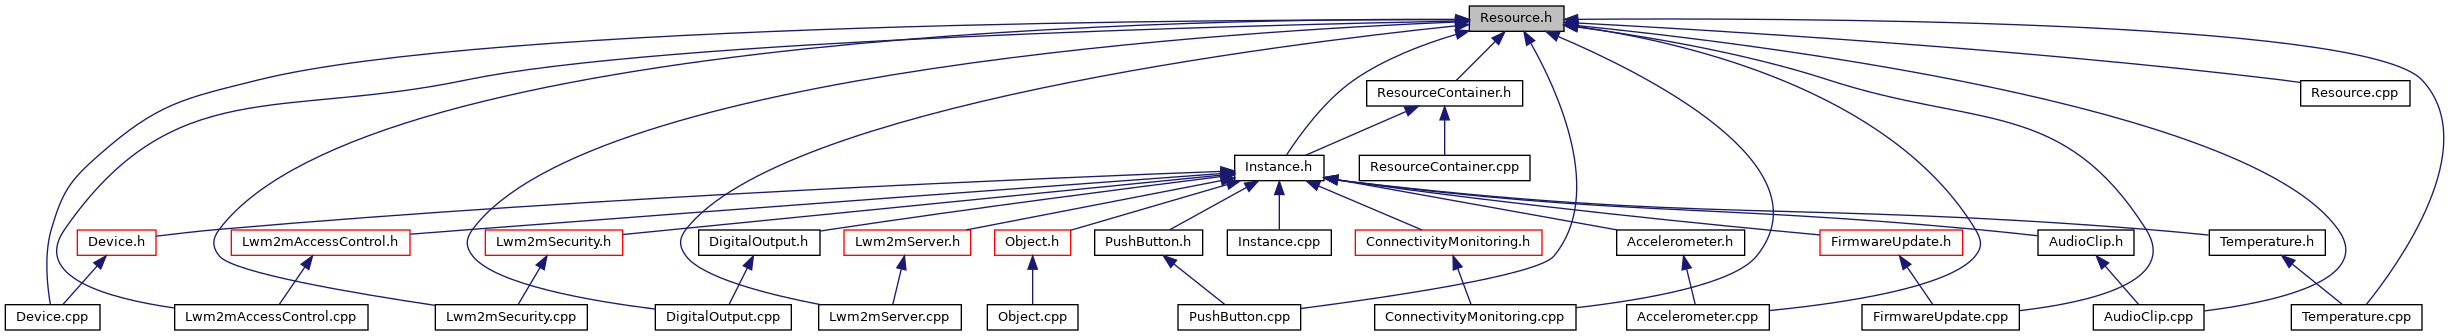 Resource.h
ResourceContainer.h
Resource.cpp
Instance.h
ResourceContainer.cpp
Device.h
Lwm2mAccessControl.h
Lwm2mSecurity.h
DigitalOutput.h
Lwm2mServer.h
Object.h
PushButton.h
Instance.cpp
ConnectivityMonitoring.h
Accelerometer.h
FirmwareUpdate.h
AudioClip.h
Temperature.h
Device.cpp
Lwm2mAccessControl.cpp
Lwm2mSecurity.cpp
DigitalOutput.cpp
Lwm2mServer.cpp
Object.cpp
PushButton.cpp
ConnectivityMonitoring.cpp
Accelerometer.cpp
FirmwareUpdate.cpp
AudioClip.cpp
Temperature.cpp